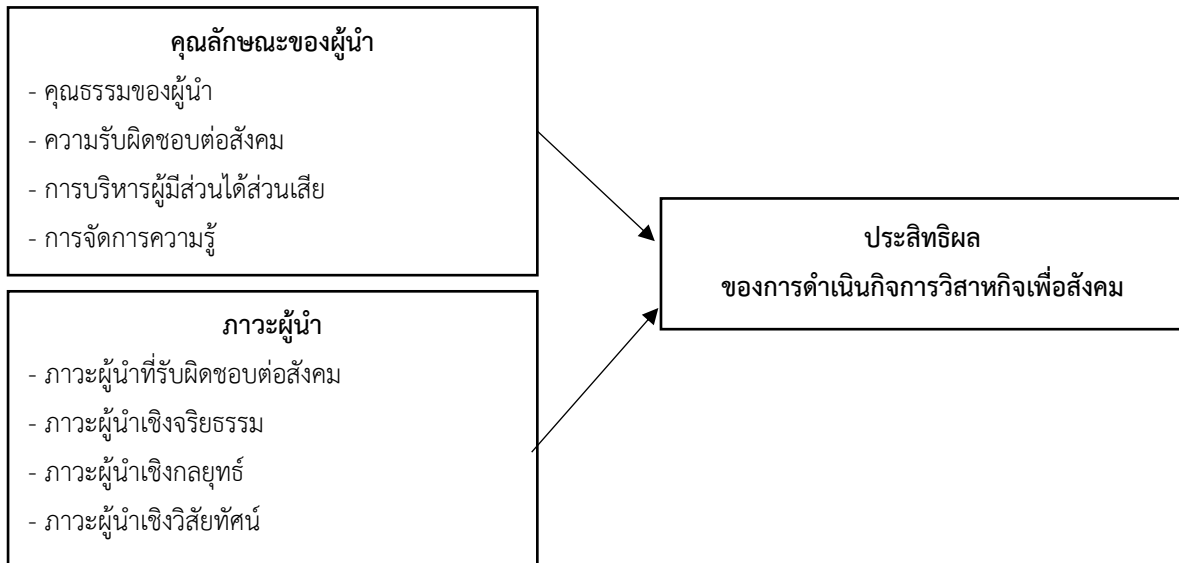 คุณลักษณะของผู้นำ
- คุณธรรมของผู้นำ
- ความรับผิดชอบต่อสังคม
- การบริหารผู้มีส่วนได้ส่วนเสีย
- การจัดการความรู้
ภาวะผู้นำ
- ภาวะผู้นำที่รับผิดชอบต่อสังคม
- ภาวะผู้นำเชิงจริยธรรม
- ภาวะผู้นำเชิงกลยุทธ์
- ภาวะผู้นำเชิงวิสัยทัศน์
ประสิทธิผล
ของการดำเนินกิจการวิสาหกิจเพื่อสังคม